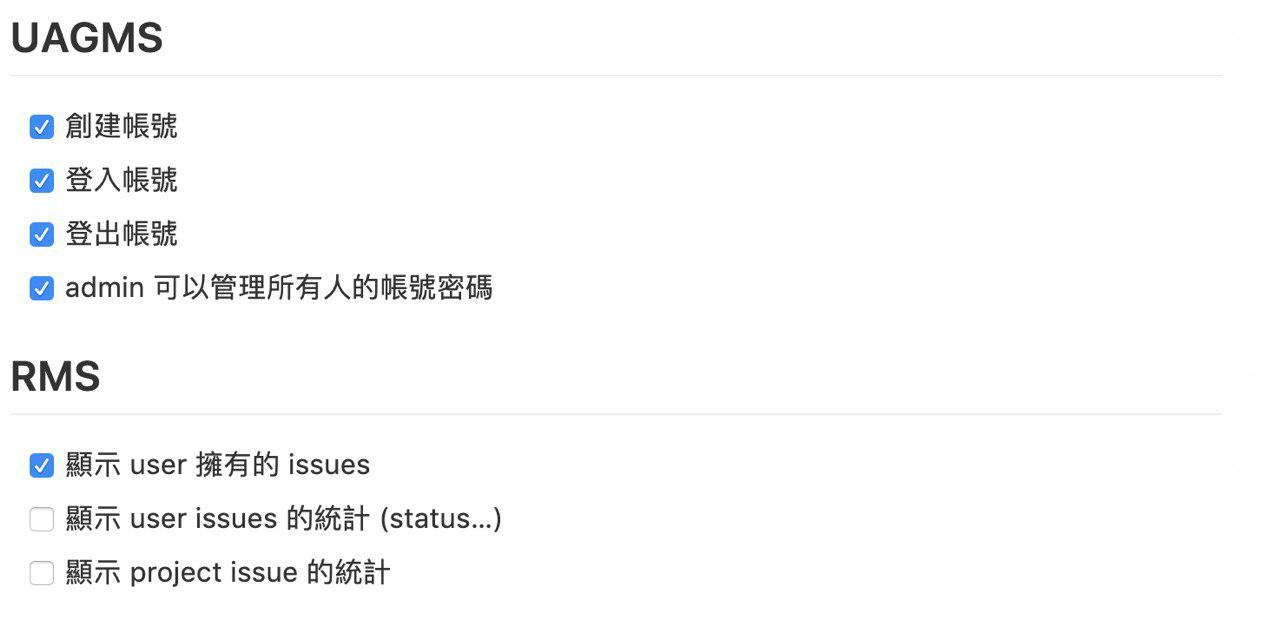 UAGMS
創建帳號
登入帳號
登出帳號
admin 可以管理所有人的帳號密碼
RMS
顯示 user 擁有的 issues
顯示 user issues 的統計 (status...)
顯示 project issue 的統計